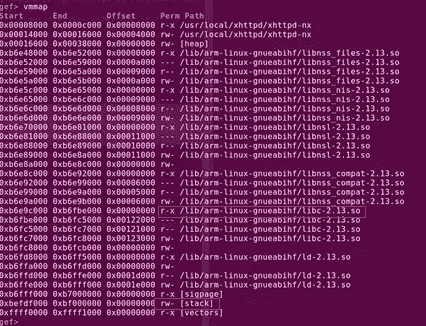 gef> vmmap
Start End Offset Perm Path
0x00008000 0x0000c000 0x00000000 r-x /usr/local/xhttpd/xhttpd-nx
0x00014000 0x00016000 0x00004000 rw- /usr/local/xhttpd/xhttpd-nx
0x00016000 0x00038000 0x00000000 rw- [heap]
0xb6e48000 0xb6e52000 0x00000000 r-x /lib/arm-linux-gnueabihf/libnss_files-2.13.so
0xb6e52000 0xb6e59000 0x0000a000 --- /lib/arm-linux-gnueabihf/libnss_files-2.13.so
0xb6e59000 0xb6e5a000 0x00009000 r-- /lib/arm-linux-gnueabihf/libnss_files-2.13.so
0xb6e5a000 0xb6e5b000 0x0000a000 rw- /lib/arm-linux-gnueabihf/libnss_files-2.13.so
0xb6e5c000 0xb6e65000 0x00000000 r-x /lib/arm-linux-gnueabihf/libnss_nis-2.13.so
0xb6e65000 0xb6e6c000 0x00009000 --- /lib/arm-linux-gnueabihf/libnss_nis-2.13.so
0xb6e6c000 0xb6e6d000 0x00008000 r-- /lib/arm-linux-gnueabihf/libnss_nis-2.13.so
0xb6e6d000 0xb6e6e000 0x00009000 rw- /lib/arm-linux-gnueabihf/libnss_nis-2.13.so
0xb6e70000 0xb6e81000 0x00000000 r-x /lib/arm-linux-gnueabihf/libnsl-2.13.so
0xb6e81000 0xb6e88000 0x00011000 --- /lib/arm-linux-gnueabihf/libnsl-2.13.so
0xb6e88000 0xb6e89000 0x00010000 r-- /lib/arm-linux-gnueabihf/libnsl-2.13.so
0xb6e89000 0xb6e8a000 0x00011000 rw- /lib/arm-linux-gnueabihf/libnsl-2.13.so
0xb6e8a000 0xb6e8c000 0x00000000 rw-
0xb6e8c000 0xb6e92000 0x00000000 r-x /lib/arm-linux-gnueabihf/libnss_compat-2.13.so
0xb6e92000 0xb6e99000 0x00006000 --- /lib/arm-linux-gnueabihf/libnss_compat-2.13.so
0xb6e99000 0xb6e9a000 0x00005000 r-- /lib/arm-linux-gnueabihf/libnss_compat-2.13.so
0xb6e9a000 0xb6e9b000 0x00006000 rw- /lib/arm-linux-gnueabihf/libnss_compat-2.13.so
0xb6e9c000 0xb6fbe000 0x00000000 r-x /lib/arm-linux-gnueabihf/libc-2.13.so
0xb6fbe000 0xb6fc5000 0x00122000 --- /lib/arm-linux-gnueabihf/libc-2.13.so
0xb6fc5000 0xb6fc7000 0x00121000 r-- /lib/arm-linux-gnueabihf/libc-2.13.so
0xb6fc7000 0xb6fc8000 0x00123000 rw- /lib/arm-linux-gnueabihf/libc-2.13.so
0xb6fc8000 0xb6fcb000 0x00000000 rw-
0xb6fd8000 0xb6ff5000 0x00000000 r-x /lib/arm-linux-gnueabihf/ld-2.13.so
0xb6ffa000 0xb6ffd000 0x00000000 rw-
0xb6ffd000 0xb6ffe000 0x0001d000 r-- /lib/arm-linux-gnueabihf/ld-2.13.so
0xb6ffe000 0xb6fff000 0x0001e000 rw- /lib/arm-linux-gnueabihf/ld-2.13.so
0xb6fff000 0xb7000000 0x00000000 r-x [sigpage]
0xbefdf000 0xbf000000 0x00000000 rw- [stack]
0xffff0000 0xffff1000 0x00000000 r-x [vectors]
gef>